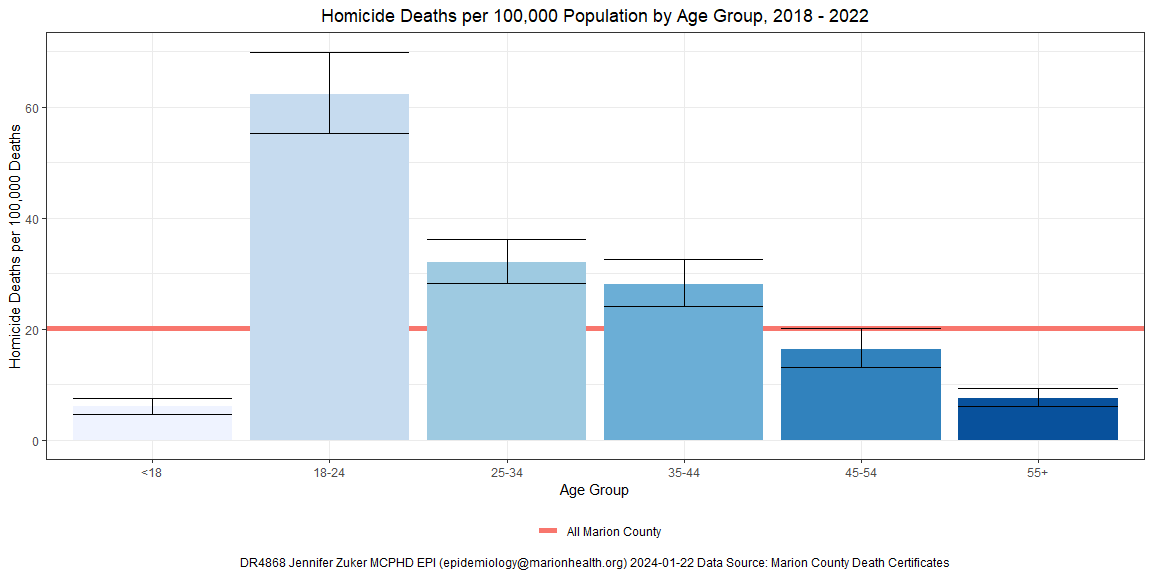 Homicide Deaths per 100,000 Population by Age Group, 2018 - 2022
Homicide Deaths per 100,000 Deaths
60
40
20
0
<18 18-24 25-34 35-44 45-54 55+
Age Group
All Marion County
DR4868 Jennifer Zuker MCPHD EPI (epidemiology@marionhealth.org) 2024-01-22 Data Source: Marion County Death Certificates